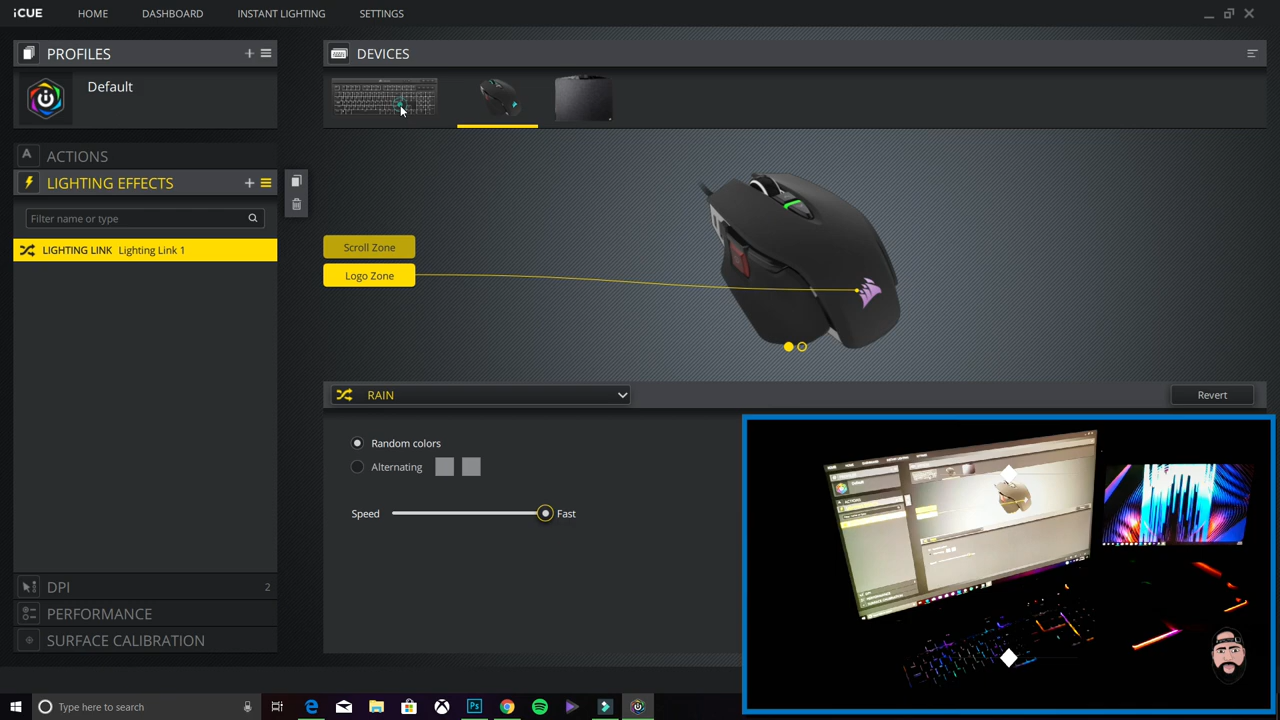 iCUE HOME DASHBOARD INSTANT LIGHTING SETTINGS
PROFILES
Default
ACTIONS
LIGHTING EFFECTS
Filter name or type
LIGHTING LINK Lighting Link 1
DPI 2
PERFORMANCE
SURFACE CALIBRATION
DEVICES
Scroll Zone
Logo Zone
RAIN
Revert
Random colors
Alternating
Speed Fast
Type here to search
Ps